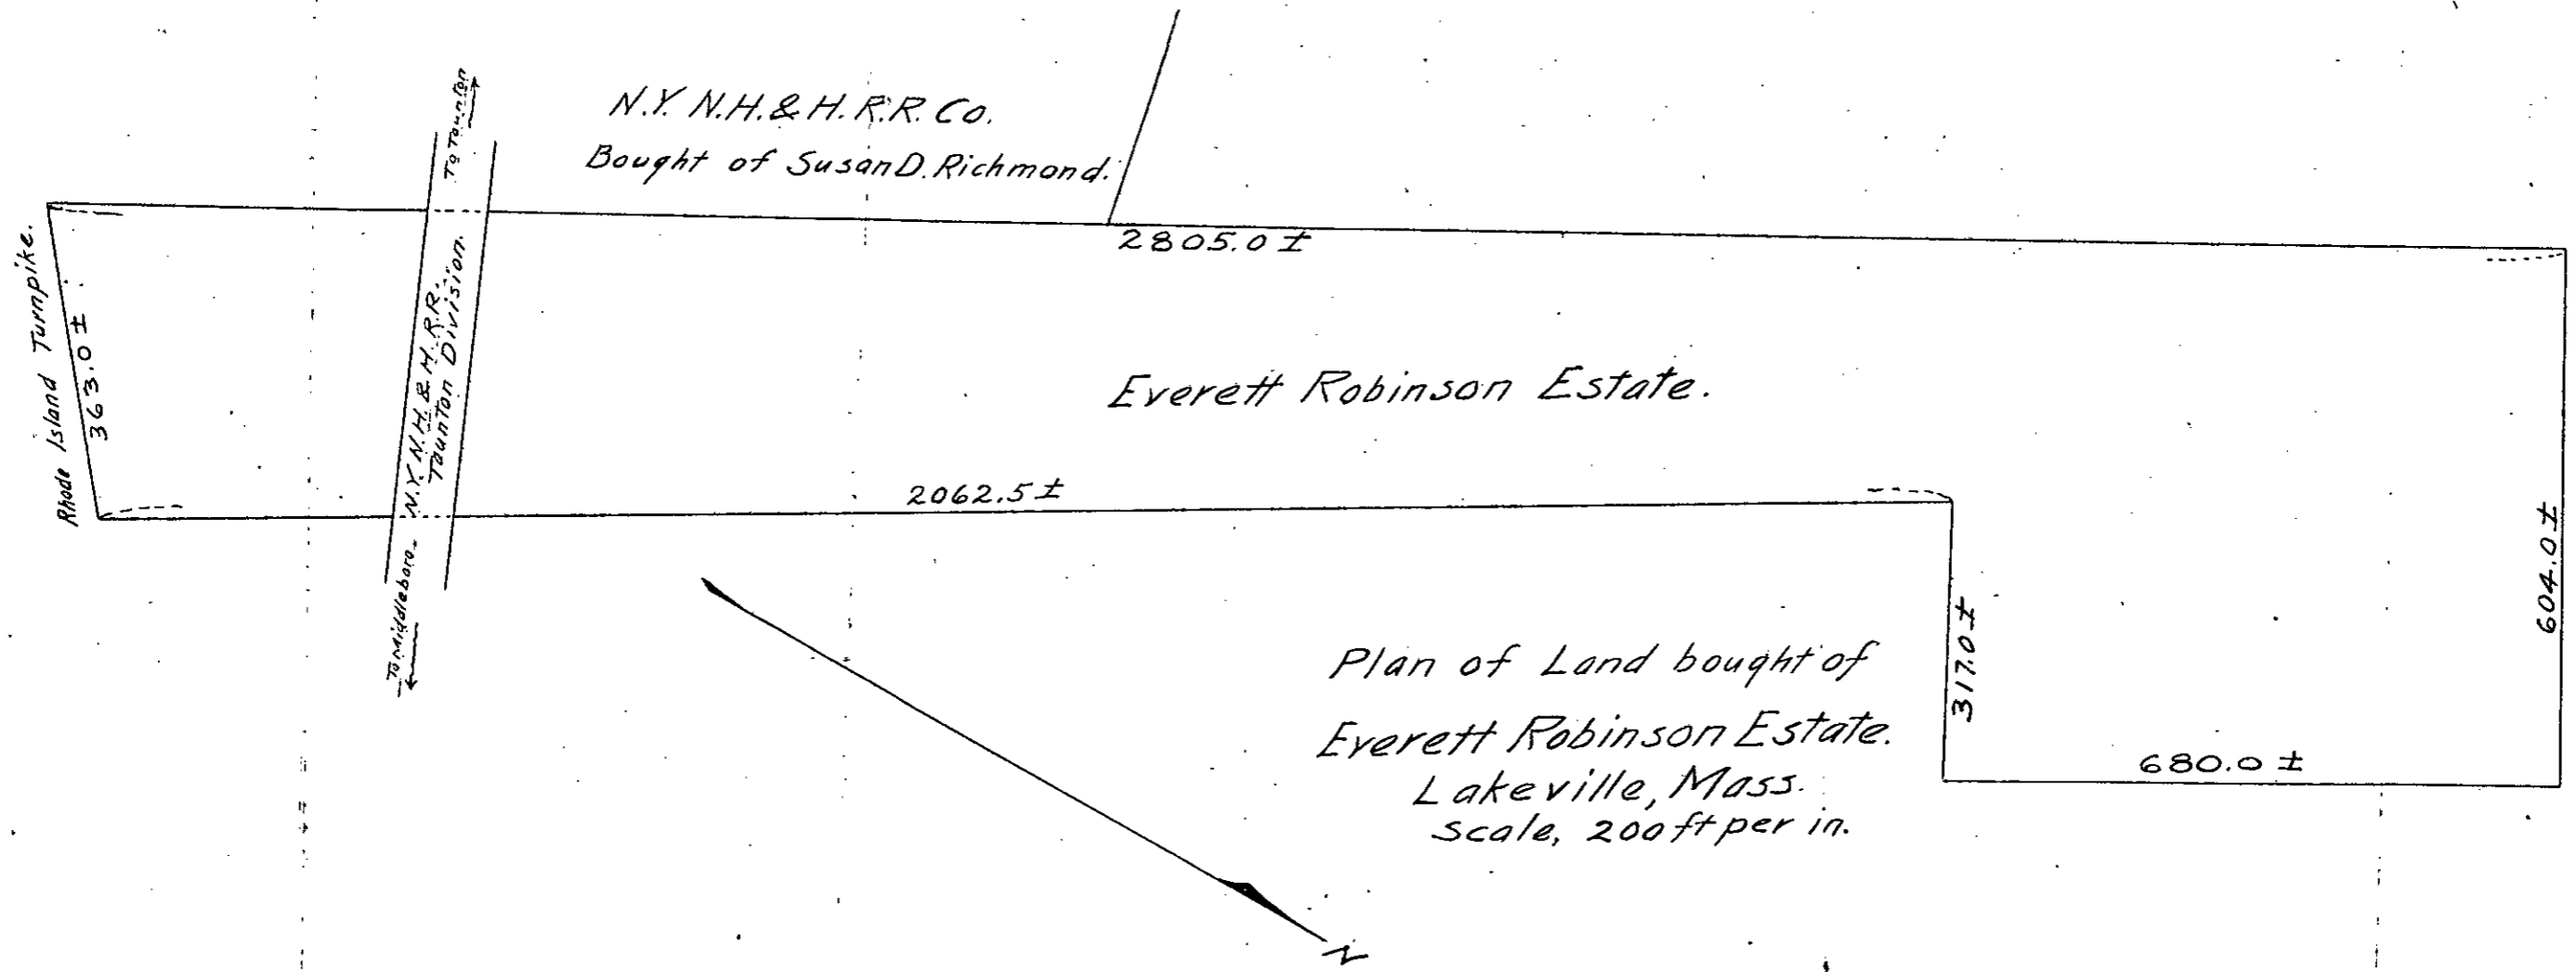 N.Y. N.H. & H. R.R. Co.
Bought of Susan D. Richmond.
To Taunton
Rhode Island Turnpike.
363.0 ±
N.Y. N.H. & H. R.R.
Taunton Division.
To Middleboro.
2805.0 ±
Everett Robinson Estate.
2062.5 ±
317.0 ±
604.0 ±
680.0 ±
Plan of Land bought of
Everett Robinson Estate.
Lakeville, Mass.
Scale, 200 ft per in.
N